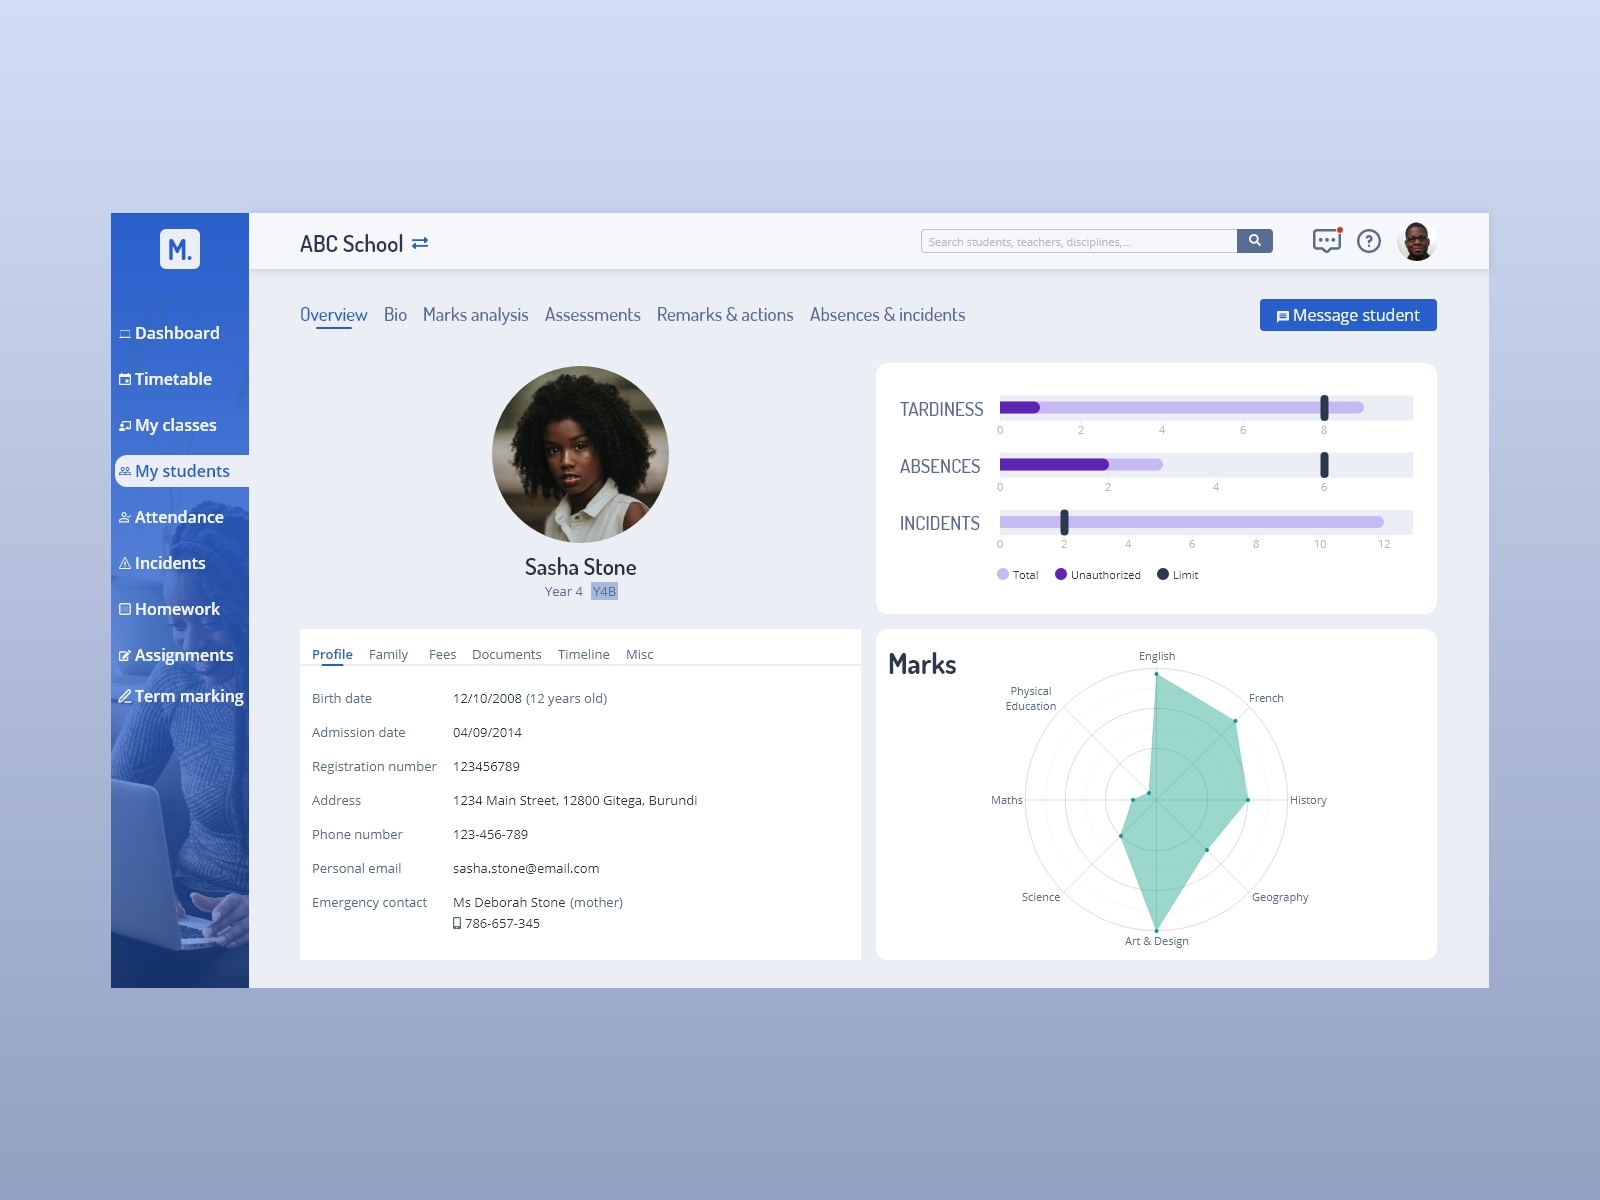 M.
ABC School
Search students, teachers, disciplines,...
?
Dashboard
Timetable
My classes
My students
Attendance
Incidents
Homework
Assignments
Term marking
Overview Bio Marks analysis Assessments Remarks & actions Absences & incidents
Message student
Sasha Stone
Year 4 Y4B
TARDINESS
0 2 4 6 8
ABSENCES
0 2 4 6
INCIDENTS
0 2 4 6 8 10 12
Total Unauthorized Limit
Profile Family Fees Documents Timeline Misc
Birth date 12/10/2008 (12 years old)
Admission date 04/09/2014
Registration number 123456789
Address 1234 Main Street, 12800 Gitega, Burundi
Phone number 123-456-789
Personal email sasha.stone@email.com
Emergency contact Ms Deborah Stone (mother)
786-657-345
Marks
English
French
History
Geography
Art & Design
Science
Maths
Physical
Education